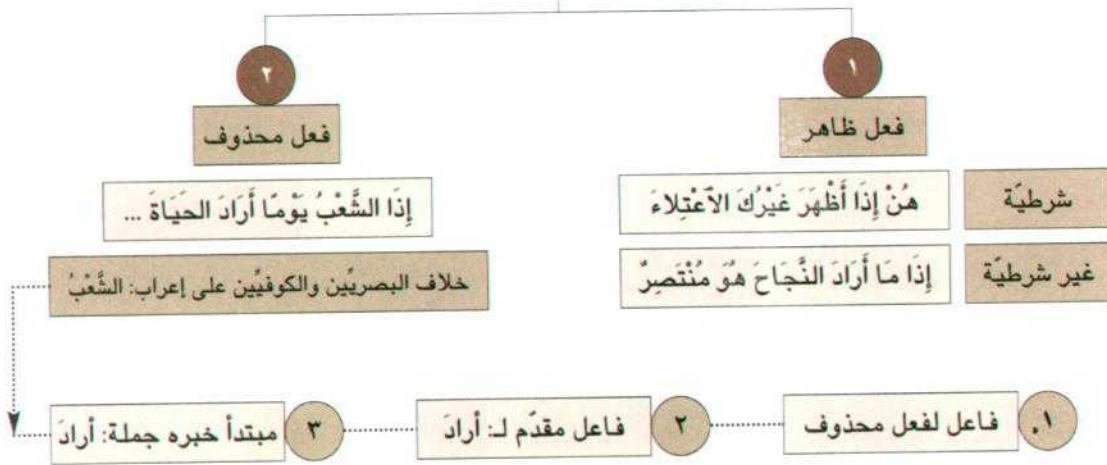 ١
فعل ظاهر
شرطيّة
هُنْ إِذَا أَظْهَرَ غَيْرُكَ الاَعْتِلاءَ
غير شرطيّة
إِذَا مَا أَرَادَ النَّجَاحَ هُوَ مُنْتَصِرٌ
٢
فعل محذوف
إِذَا الشَّعْبُ يَوْمًا أَرَادَ الحَيَاةَ ...
خلاف البصريِّين والكوفيِّين على إعراب: الشَّعْبُ
١. فاعل لفعل محذوف
٢ فاعل مقدّم لـ: أرادَ
٣ مبتدأ خبره جملة: أرادَ